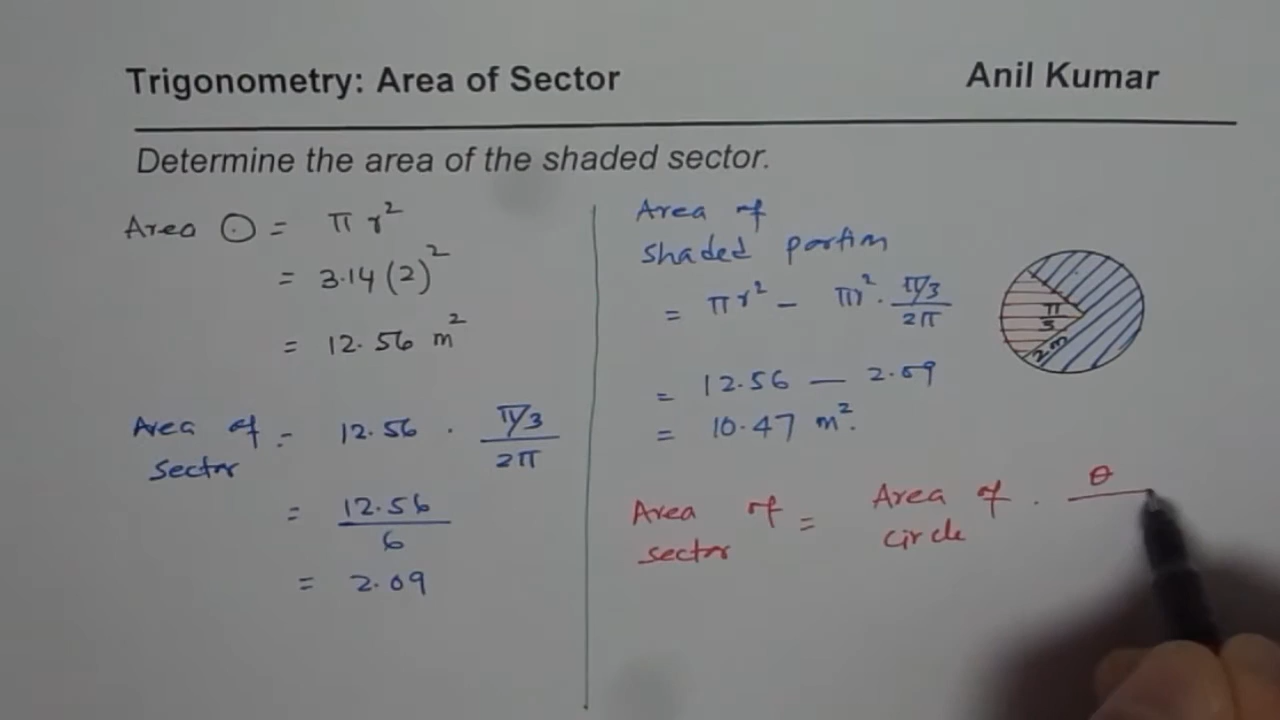 Trigonometry: Area of Sector
Anil Kumar
Determine the area of the shaded sector.
Area ⊙ = π r²
= 3.14 (2)²
= 12.56 m²
Area of = 12.56 · π/3 / 2π
Sector
= 12.56 / 6
= 2.09
Area of
shaded portion
= πr² − πr² · π/3 / 2π
= 12.56 − 2.09
= 10.47 m².
π/3
2m
Area of = Area of · θ
sector circle